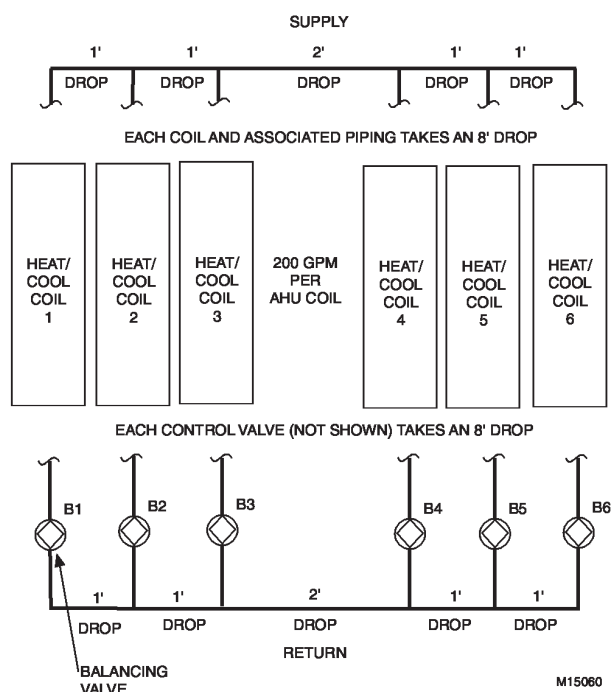 SUPPLY
1' 1' 2' 1' 1'
DROP DROP DROP DROP DROP
EACH COIL AND ASSOCIATED PIPING TAKES AN 8' DROP
HEAT/
COOL
COIL
1
HEAT/
COOL
COIL
2
HEAT/
COOL
COIL
3
200 GPM
PER
AHU COIL
HEAT/
COOL
COIL
4
HEAT/
COOL
COIL
5
HEAT/
COOL
COIL
6
EACH CONTROL VALVE (NOT SHOWN) TAKES AN 8' DROP
B1 B2 B3 B4 B5 B6
1' 1' 2' 1' 1'
DROP DROP DROP DROP DROP
RETURN
BALANCING
VALVE
M15060